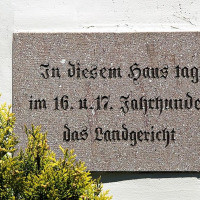 In diesem Haus tag
im 16. u. 17. Jahrhunde
das Landgericht